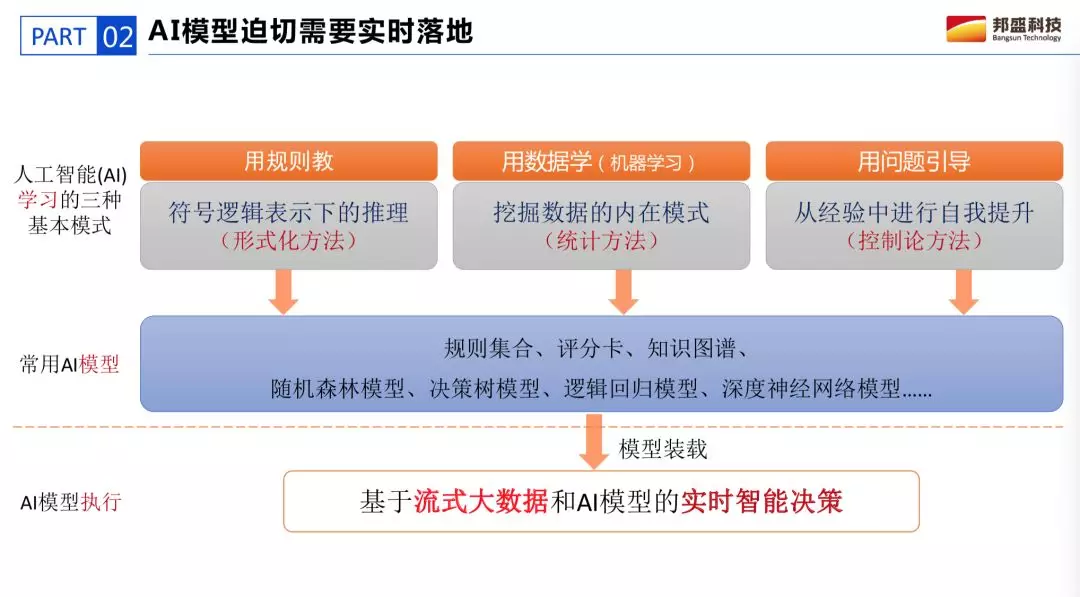 PART 02 AI模型迫切需要实时落地
邦盛科技
Bangsun Technology
人工智能(AI)
学习的三种
基本模式
用规则教
符号逻辑表示下的推理
（形式化方法）
用数据学（机器学习）
挖掘数据的内在模式
（统计方法）
用问题引导
从经验中进行自我提升
（控制论方法）
常用AI模型
规则集合、评分卡、知识图谱、
随机森林模型、决策树模型、逻辑回归模型、深度神经网络模型......
模型装载
AI模型执行
基于流式大数据和AI模型的实时智能决策